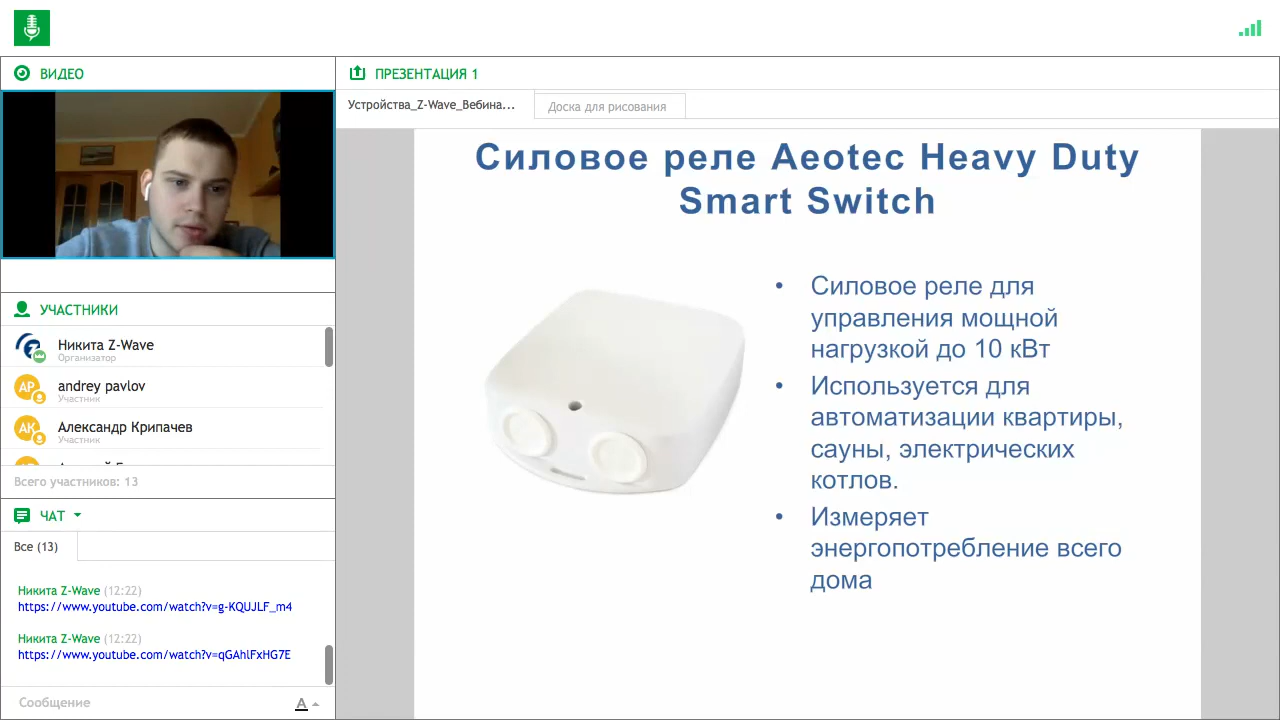 ВИДЕО
ПРЕЗЕНТАЦИЯ 1
Устройства_Z-Wave_Вебина...
Доска для рисования
Силовое реле Aeotec Heavy Duty
Smart Switch
• Силовое реле для
управления мощной
нагрузкой до 10 кВт
• Используется для
автоматизации квартиры,
сауны, электрических
котлов.
• Измеряет
энергопотребление всего
дома
УЧАСТНИКИ
Никита Z-Wave
Организатор
AP
andrey pavlov
Участник
АК
Александр Крипачев
Участник
Всего участников: 13
ЧАТ
Все (13)
Никита Z-Wave (12:22)
https://www.youtube.com/watch?v=g-KQUJLF_m4
Никита Z-Wave (12:22)
https://www.youtube.com/watch?v=qGAhlFxHG7E
Сообщение
A